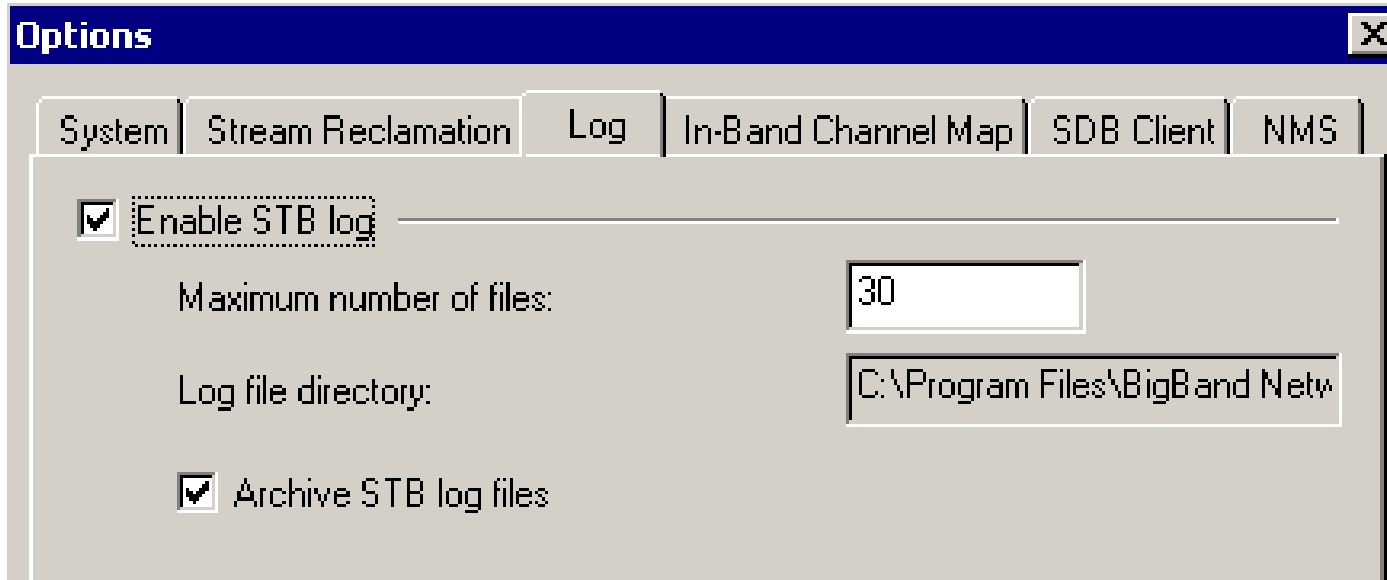 Options
System Stream Reclamation Log In-Band Channel Map SDB Client NMS
Enable STB log
Maximum number of files: 30
Log file directory: C:\Program Files\BigBand Netw
Archive STB log files